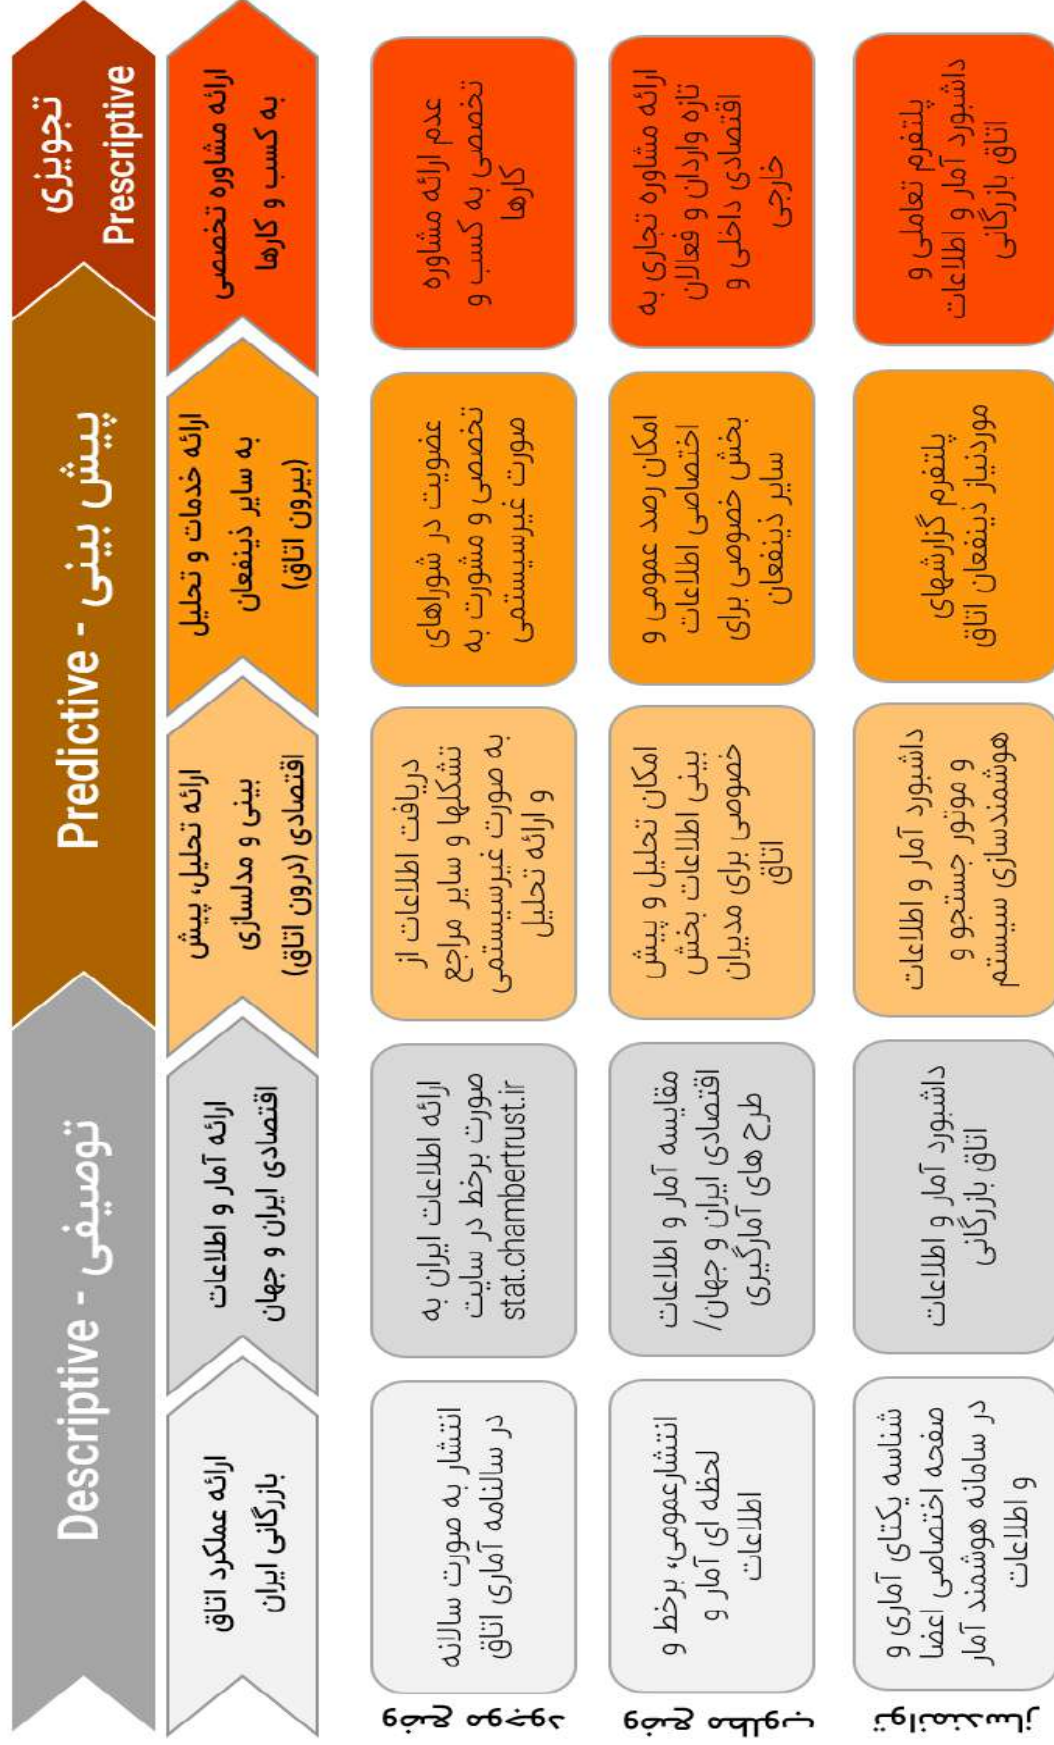 Descriptive - توصیفی
Predictive - پیش بینی
تجویزی
Prescriptive
ارائه عملکرد اتاق
بازرگانی ایران
ارائه آمار و اطلاعات
اقتصادی ایران و جهان
ارائه تحلیل، پیش
بینی و مدلسازی
اقتصادی (درون اتاق)
ارائه خدمات و تحلیل
به سایر ذینفعان
(بیرون اتاق)
ارائه مشاوره تخصصی
به کسب و کارها
وضع موجود
انتشار به صورت سالانه
در سالنامه آماری اتاق
ارائه اطلاعات ایران به
صورت برخط در سایت
stat.chambertrust.ir
دریافت اطلاعات از
تشکلها و سایر مراجع
به صورت غیرسیستمی
و ارائه تحلیل
عضویت در شوراهای
تخصصی و مشورت به
صورت غیرسیستمی
عدم ارائه مشاوره
تخصصی به کسب و
کارها
وضع مطلوب
انتشارعمومی، برخط و
لحظه ای آمار و
اطلاعات
مقایسه آمار و اطلاعات
اقتصادی ایران و جهان/
طرح های آمارگیری
امکان تحلیل و پیش
بینی اطلاعات بخش
خصوصی برای مدیران
اتاق
امکان رصد عمومی و
اختصاصی اطلاعات
بخش خصوصی برای
سایر ذینفعان
ارائه مشاوره تجاری به
تازه واردان و فعالان
اقتصادی داخلی و
خارجی
توانمندساز
شناسه یکتای آماری و
صفحه اختصاصی اعضا
در سامانه هوشمند آمار
و اطلاعات
داشبورد آمار و اطلاعات
اتاق بازرگانی
داشبورد آمار و اطلاعات
و موتور جستجو و
هوشمندسازی سیستم
پلتفرم گزارشهای
موردنیاز ذینفعان اتاق
پلتفرم تعاملی و
داشبورد آمار و اطلاعات
اتاق بازرگانی